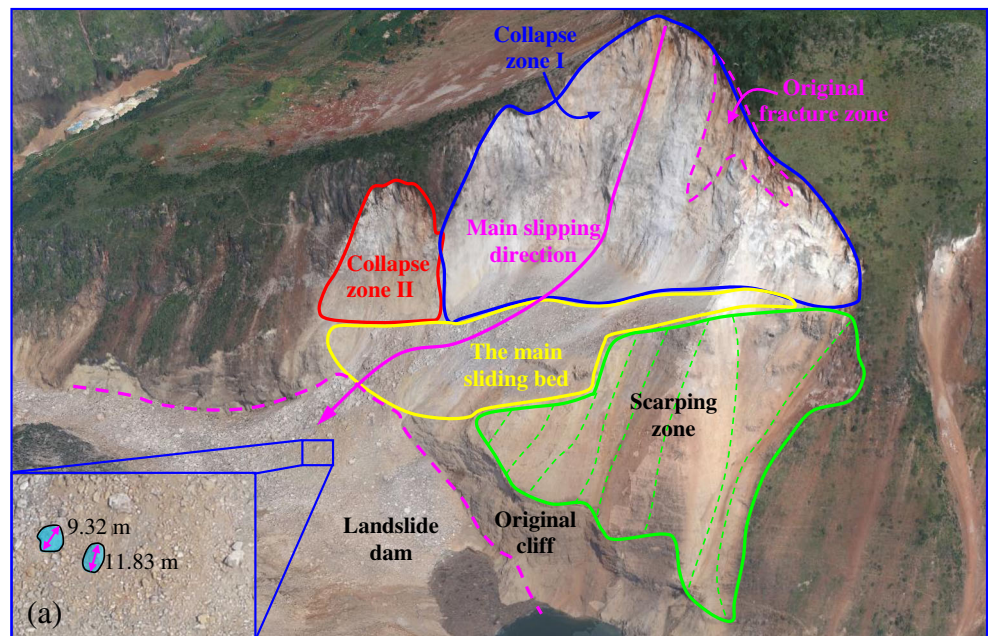 Collapse
zone I
Original
fracture zone
Main slipping
direction
Collapse
zone II
The main
sliding bed
Scarping
zone
Landslide
dam
Original
cliff
9.32 m
11.83 m
(a)